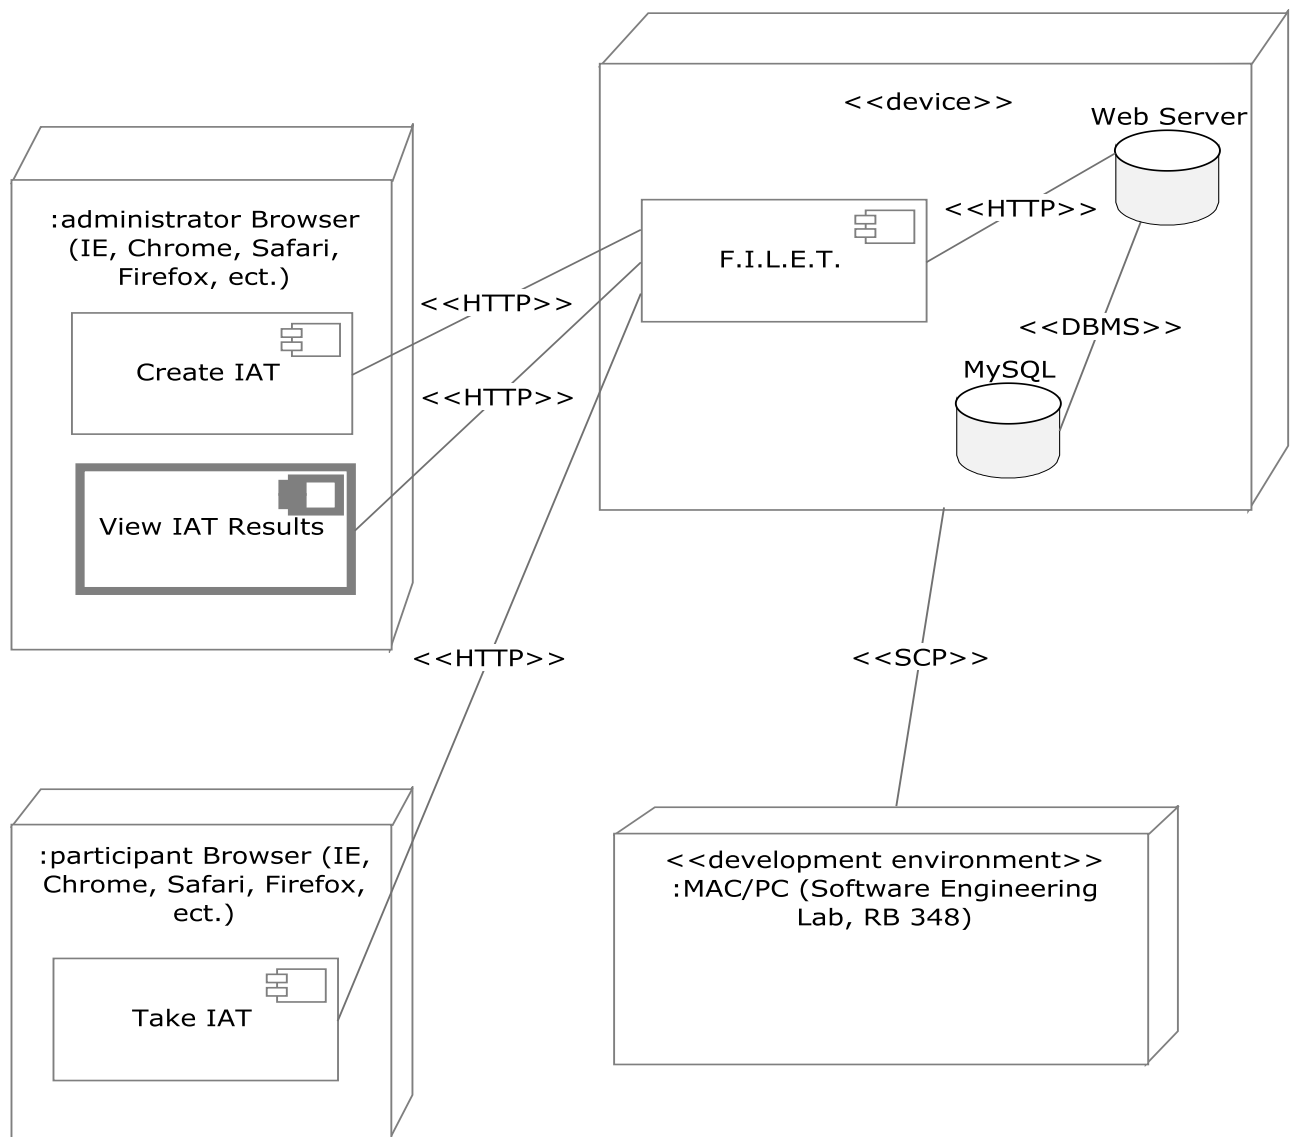 <<device>>
Web Server
<<HTTP>>
F.I.L.E.T.
<<DBMS>>
MySQL
:administrator Browser
(IE, Chrome, Safari,
Firefox, ect.)
<<HTTP>>
Create IAT
<<HTTP>>
View IAT Results
<<HTTP>>
<<SCP>>
:participant Browser (IE,
Chrome, Safari, Firefox,
ect.)
Take IAT
<<development environment>>
:MAC/PC (Software Engineering
Lab, RB 348)